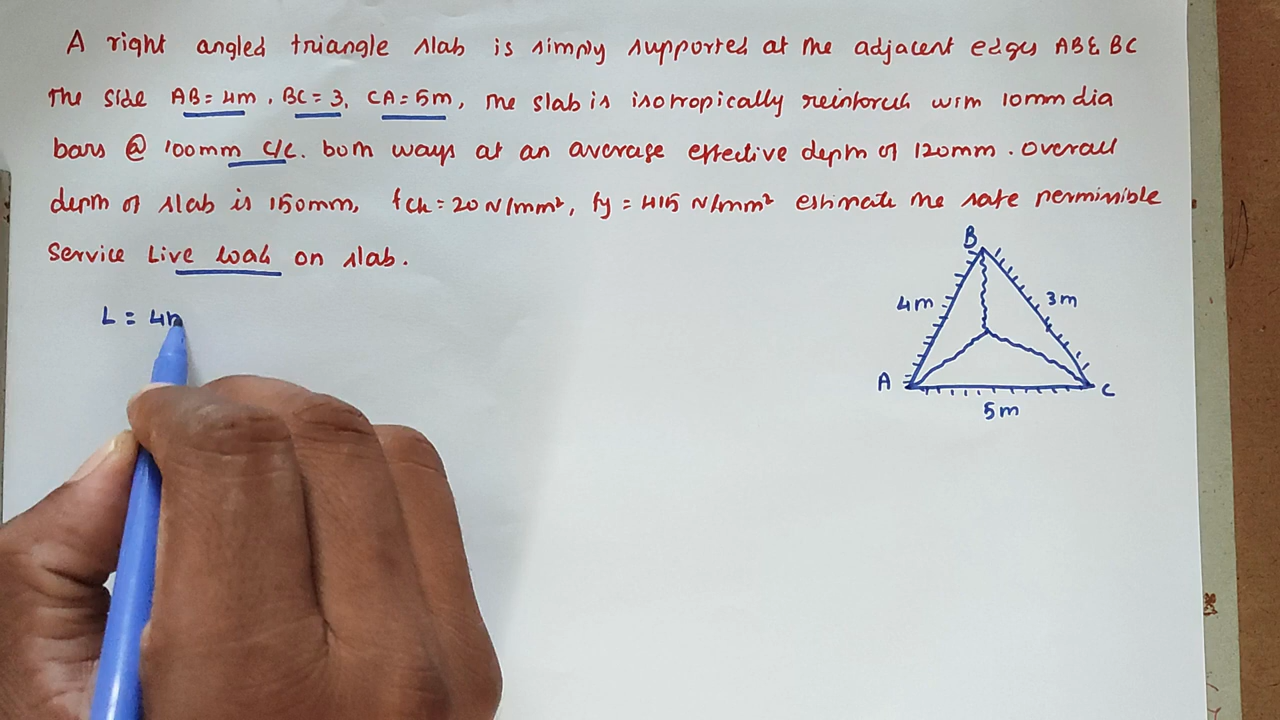 A right angled triangle slab is simply supported at the adjacent edges AB & BC
The side AB = 4m, BC = 3, CA = 5m, The slab is isotropically reinforced with 10mm dia
bars @ 100mm c/c. both ways at an average effective depth of 120mm. Overall
depth of slab is 150mm, fck = 20 N/mm², fy = 415 N/mm² estimate the safe permissible
Service Live load on slab.
B
4m 3m
A C
5m
L = 4m